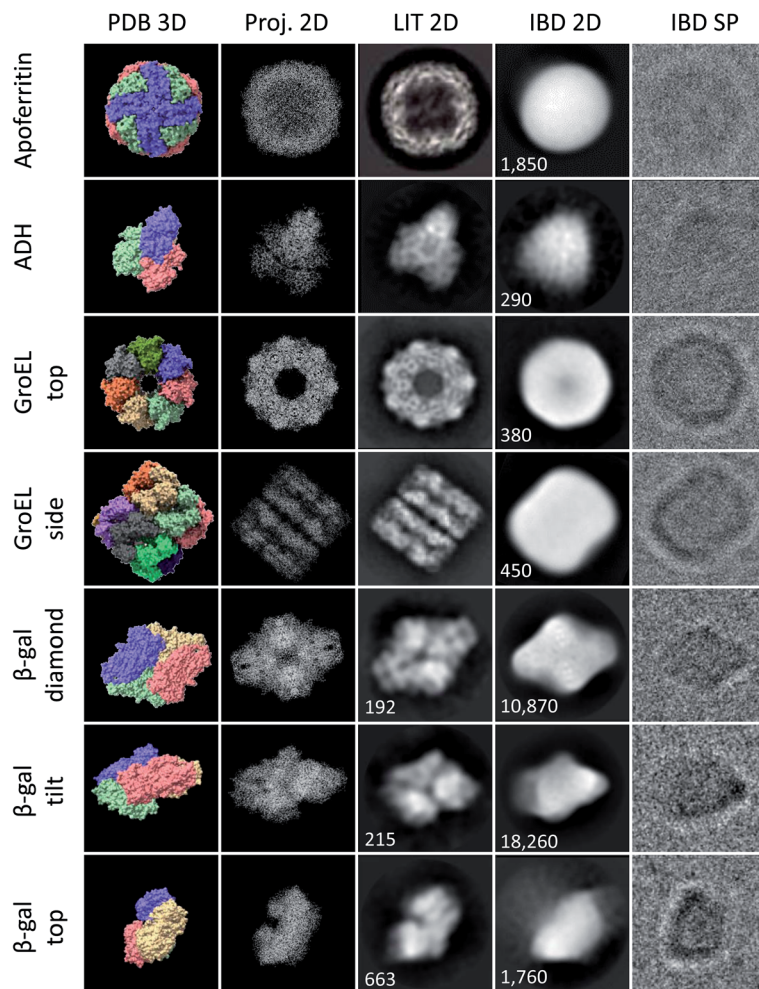 PDB 3D Proj. 2D LIT 2D IBD 2D IBD SP
Apoferritin
1,850
ADH
290
GroEL
top
380
GroEL
side
450
β-gal
diamond
192 10,870
β-gal
tilt
215 18,260
β-gal
top
663 1,760